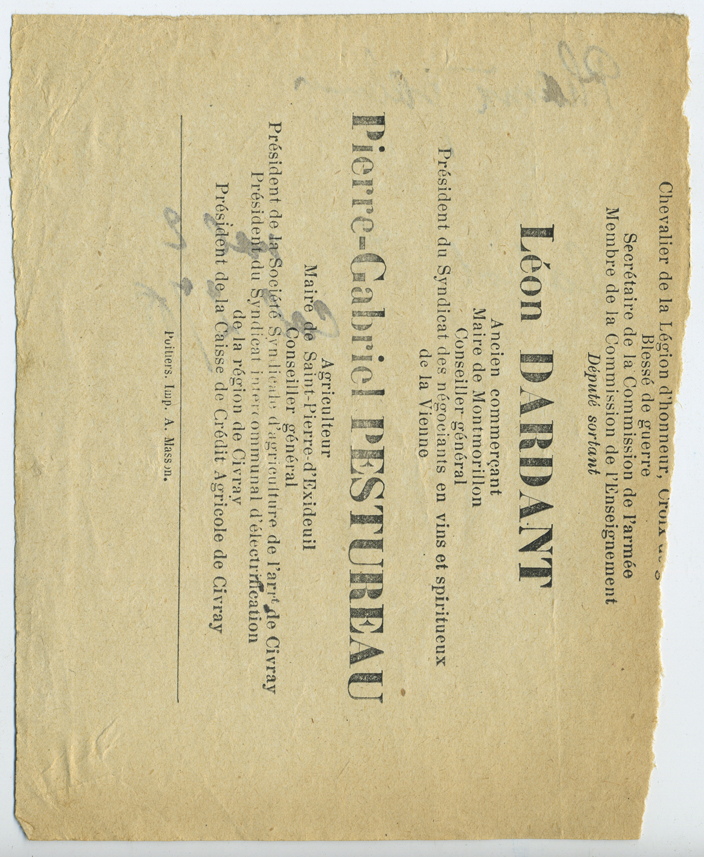 Chevalier de la Légion d'honneur, Croix de
Blessé de guerre
Secrétaire de la Commission de l'armée
Membre de la Commission de l'Enseignement
Député sortant
Léon DARDANT
Ancien commerçant
Maire de Montmorillon
Conseiller général
Président du Syndicat des négociants en vins et spiritueux
de la Vienne
Pierre-Gabriel PESTUREAU
Agriculteur
Maire de Saint-Pierre-d'Exideuil
Conseiller général
Président de la Société Syndicale d'agriculture de l'arrt de Civray
Président du Syndicat intercommunal d'électrification
de la région de Civray
Président de la Caisse de Crédit Agricole de Civray
Poitiers. Imp. A. Masson.